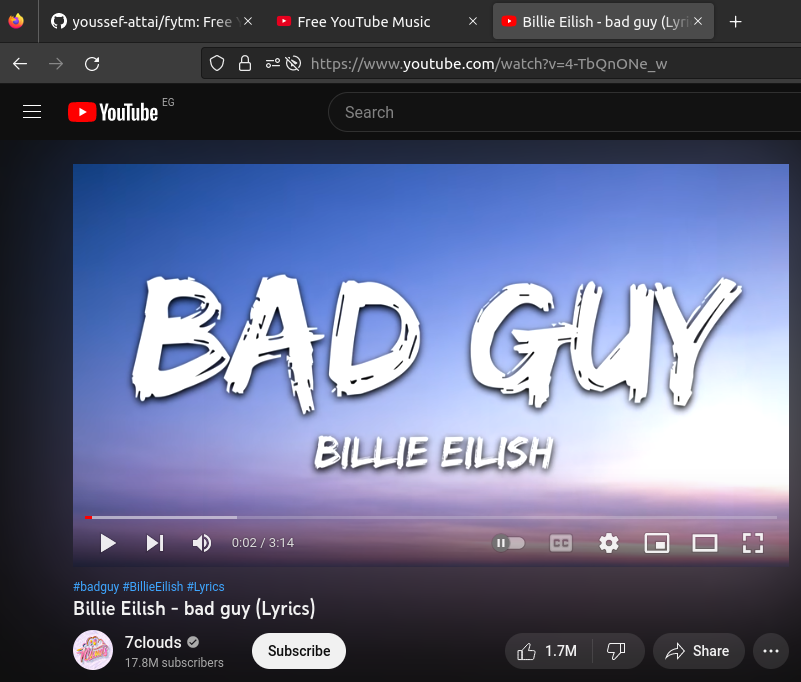 youssef-attai/fytm: Free Y
Free YouTube Music
Billie Eilish - bad guy (Lyri
https://www.youtube.com/watch?v=4-TbQnONe_w
YouTube EG
Search
BAD GUY
BILLIE EILISH
0:02 / 3:14
CC
#badguy #BillieEilish #Lyrics
Billie Eilish - bad guy (Lyrics)
7clouds
17.8M subscribers
Subscribe
1.7M
Share